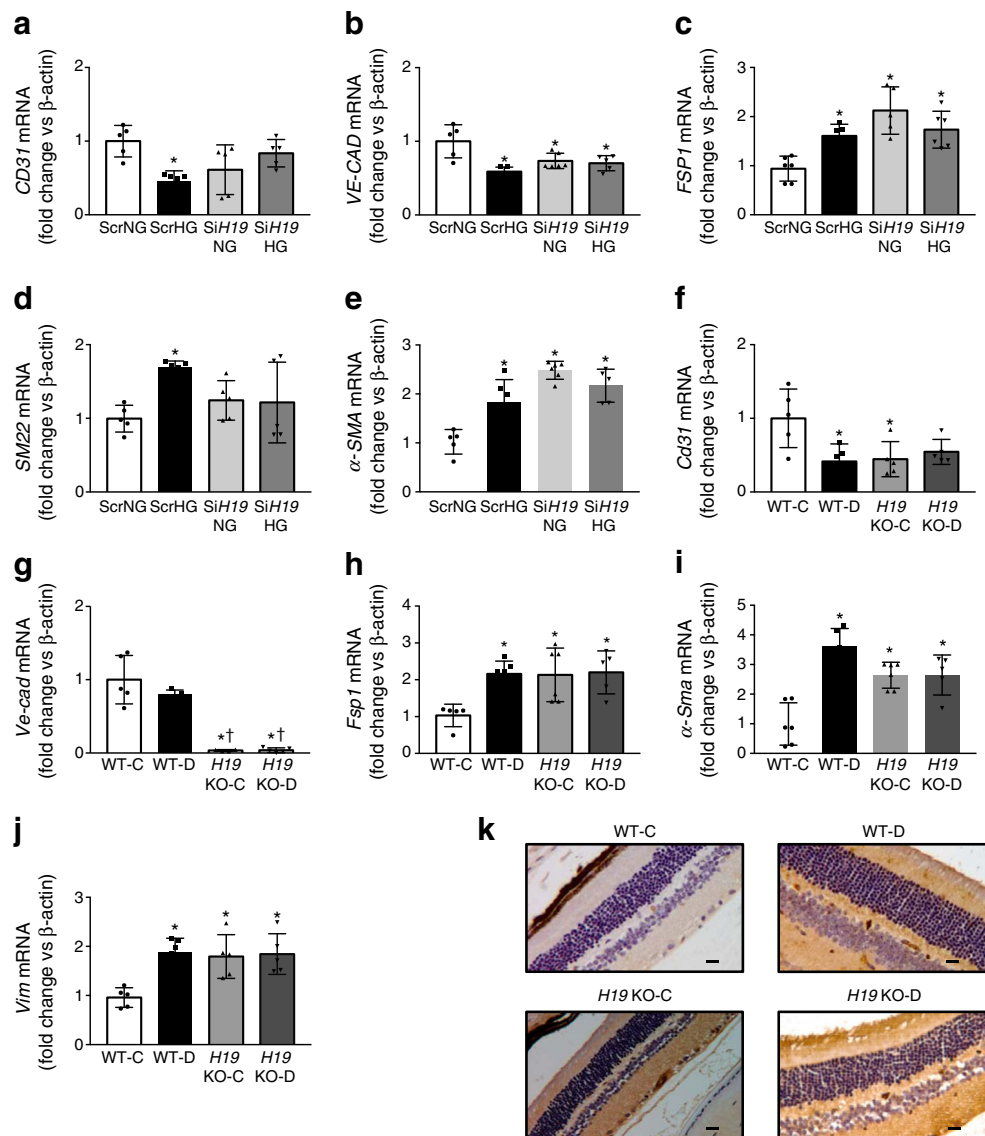 a
CD31 mRNA
(fold change vs β-actin)
2
1
0
*
ScrNG ScrHG SiH19 SiH19
NG HG
b
VE-CAD mRNA
(fold change vs β-actin)
2
1
0
* * *
ScrNG ScrHG SiH19 SiH19
NG HG
c
FSP1 mRNA
(fold change vs β-actin)
3
2
1
0
* * *
ScrNG ScrHG SiH19 SiH19
NG HG
d
SM22 mRNA
(fold change vs β-actin)
2
1
0
*
ScrNG ScrHG SiH19 SiH19
NG HG
e
α-SMA mRNA
(fold change vs β-actin)
3
2
1
0
* * *
ScrNG ScrHG SiH19 SiH19
NG HG
f
Cd31 mRNA
(fold change vs β-actin)
2
1
0
* *
WT-C WT-D H19 H19
KO-C KO-D
g
Ve-cad mRNA
(fold change vs β-actin)
2
1
0
*† *†
WT-C WT-D H19 H19
KO-C KO-D
h
Fsp1 mRNA
(fold change vs β-actin)
4
3
2
1
0
* * *
WT-C WT-D H19 H19
KO-C KO-D
i
α-Sma mRNA
(fold change vs β-actin)
5
4
3
2
1
0
* * *
WT-C WT-D H19 H19
KO-C KO-D
j
Vim mRNA
(fold change vs β-actin)
3
2
1
0
* * *
WT-C WT-D H19 H19
KO-C KO-D
k
WT-C WT-D
H19 KO-C H19 KO-D